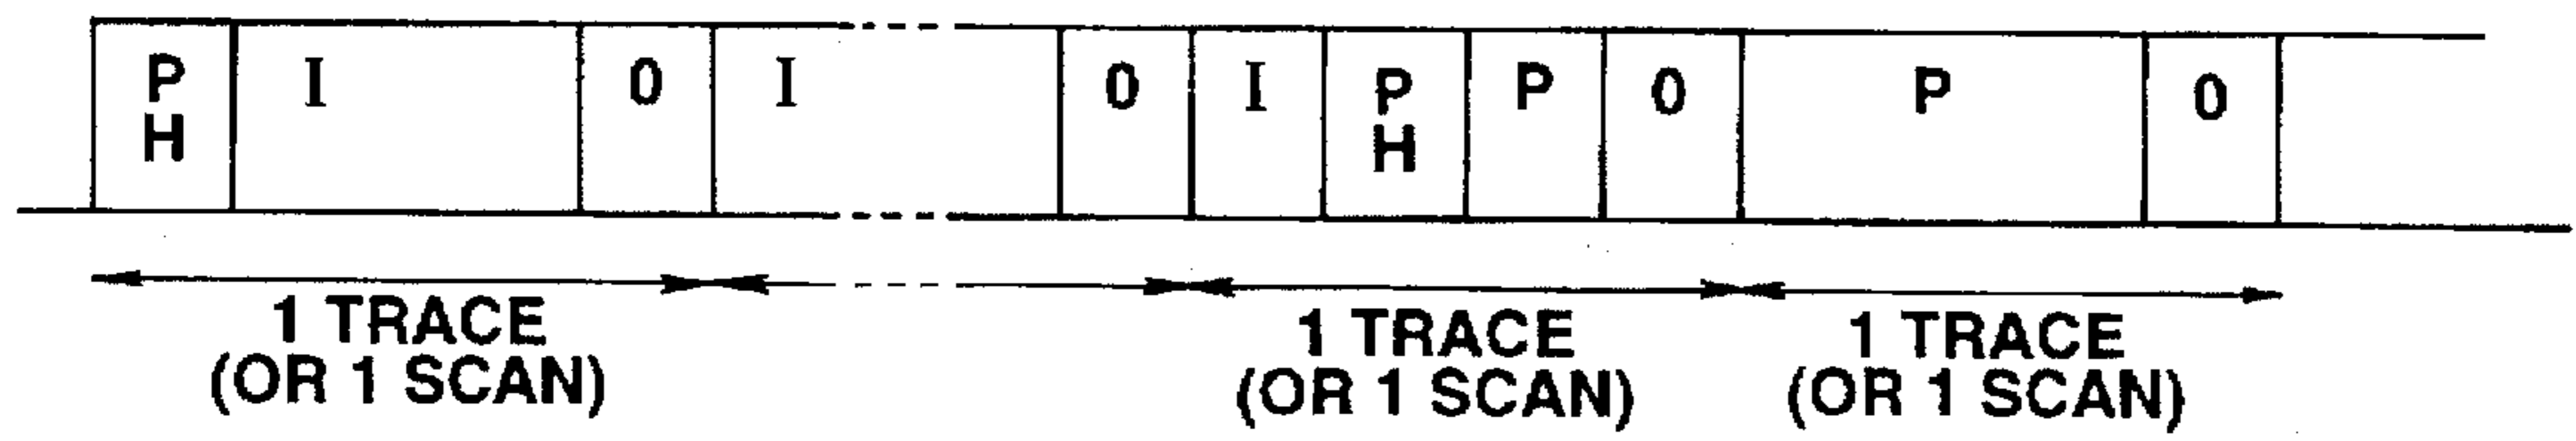 P I 0 I 0 I P P 0 P 0
H H
1 TRACE 1 TRACE 1 TRACE
(OR 1 SCAN) (OR 1 SCAN) (OR 1 SCAN)